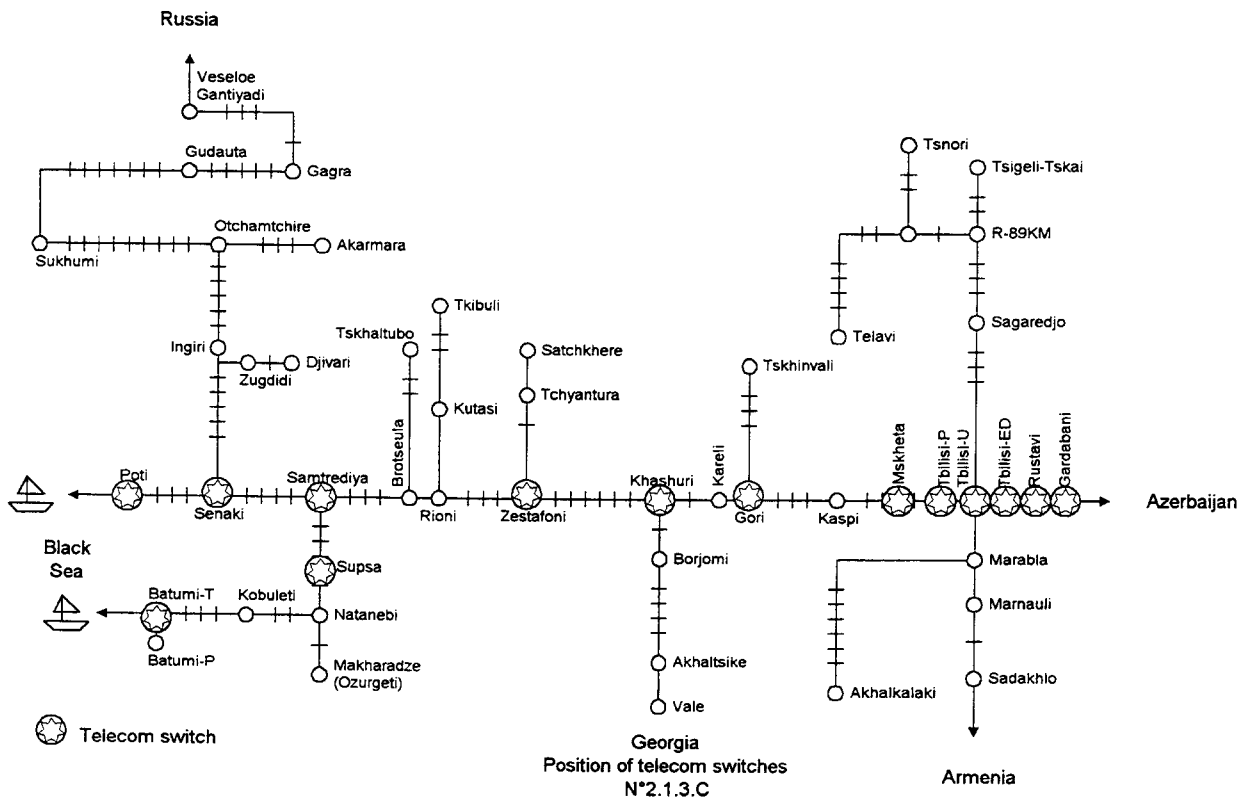 Russia
Veseloe
Gantiyadi
Gudauta
Gagra
Tsnori
Tsigeli-Tskai
Otchamtchire
Akarmara
Sukhumi
R-89KM
Tkibuli
Tskhaltubo
Satchkhere
Sagaredjo
Telavi
Ingiri
Djivari
Zugdidi
Tskhinvali
Tchyantura
Kutasi
Brotseula
Kareli
Mskheta
Tbilisi-P
Tbilisi-U
Tbilisi-ED
Rustavi
Gardabani
Poti
Samtrediya
Khashuri
Senaki
Rioni
Zestafoni
Gori
Kaspi
Azerbaijan
Black
Sea
Supsa
Borjomi
Marabla
Batumi-T
Kobuleti
Natanebi
Marnauli
Batumi-P
Makharadze
(Ozurgeti)
Akhaltsike
Sadakhlo
Akhalkalaki
Vale
Telecom switch
Georgia
Position of telecom switches
N°2.1.3.C
Armenia